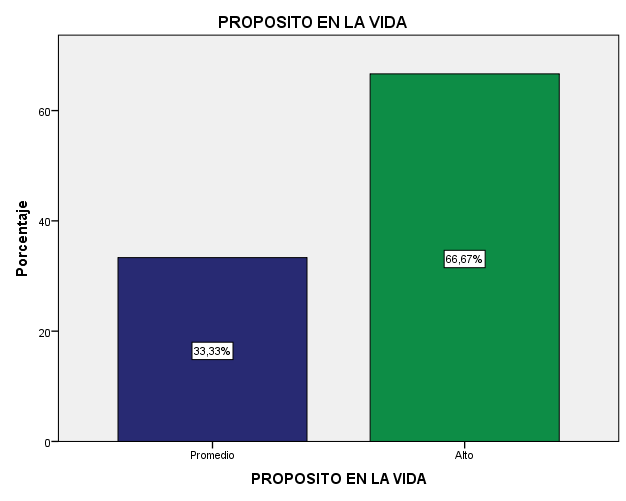 PROPOSITO EN LA VIDA
Porcentaje
60
40
20
0
66,67%
33,33%
Promedio
Alto
PROPOSITO EN LA VIDA